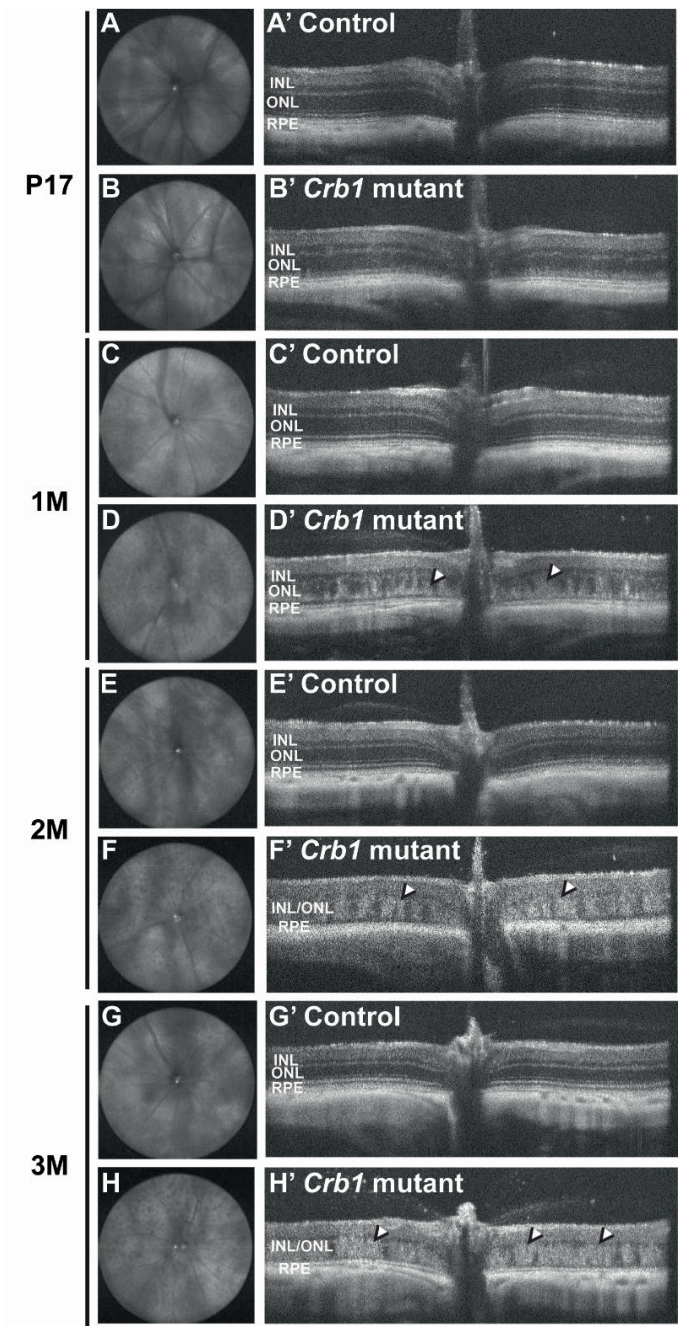 P17
A
A' Control
INL
ONL
RPE
B
B' Crb1 mutant
INL
ONL
RPE
1M
C
C' Control
INL
ONL
RPE
D
D' Crb1 mutant
INL
ONL
RPE
2M
E
E' Control
INL
ONL
RPE
F
F' Crb1 mutant
INL/ONL
RPE
3M
G
G' Control
INL
ONL
RPE
H
H' Crb1 mutant
INL/ONL
RPE